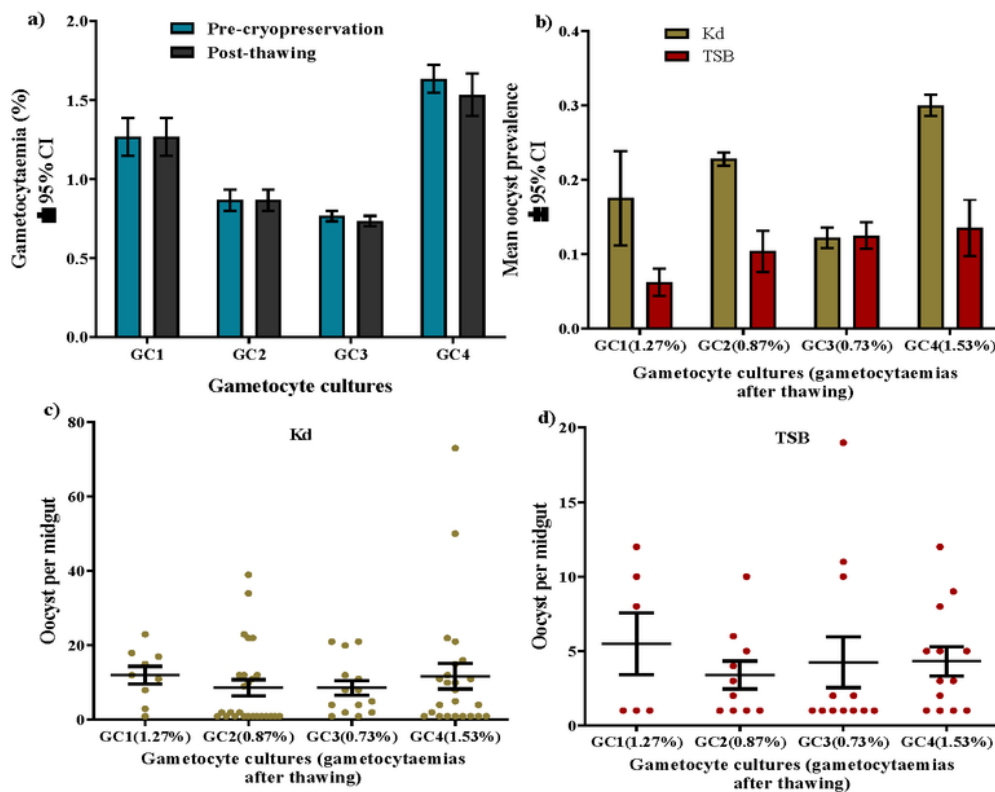 a)
Pre-cryopreservation
Post-thawing
Gametocytaemia (%)
95% CI
2.0
1.5
1.0
0.5
0.0
GC1 GC2 GC3 GC4
Gametocyte cultures
b)
Kd
TSB
Mean oocyst prevalence
95% CI
0.4
0.3
0.2
0.1
0.0
GC1(1.27%) GC2(0.87%) GC3(0.73%) GC4(1.53%)
Gametocyte cultures (gametocytaemias
after thawing)
c)
Kd
Oocyst per midgut
80
60
40
20
0
GC1(1.27%) GC2(0.87%) GC3(0.73%) GC4(1.53%)
Gametocyte cultures (gametocytaemias
after thawing)
d)
TSB
Oocyst per midgut
20
15
10
5
0
GC1(1.27%) GC2(0.87%) GC3(0.73%) GC4(1.53%)
Gametocyte cultures (gametocytaemias
after thawing)